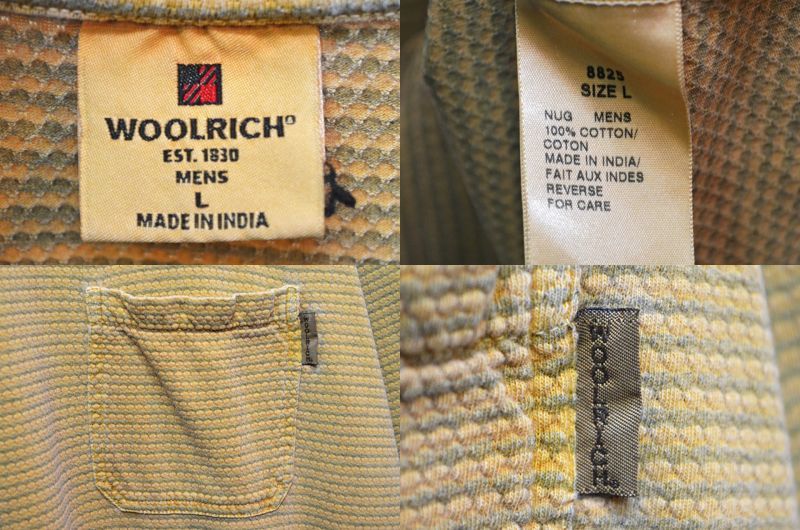 WOOLRICH®
EST. 1830
MENS
L
MADE IN INDIA
8825
SIZE L
NUG MENS
100% COTTON/
COTON
MADE IN INDIA/
FAIT AUX INDES
REVERSE
FOR CARE
WOOLRICH
WOOLRICH®